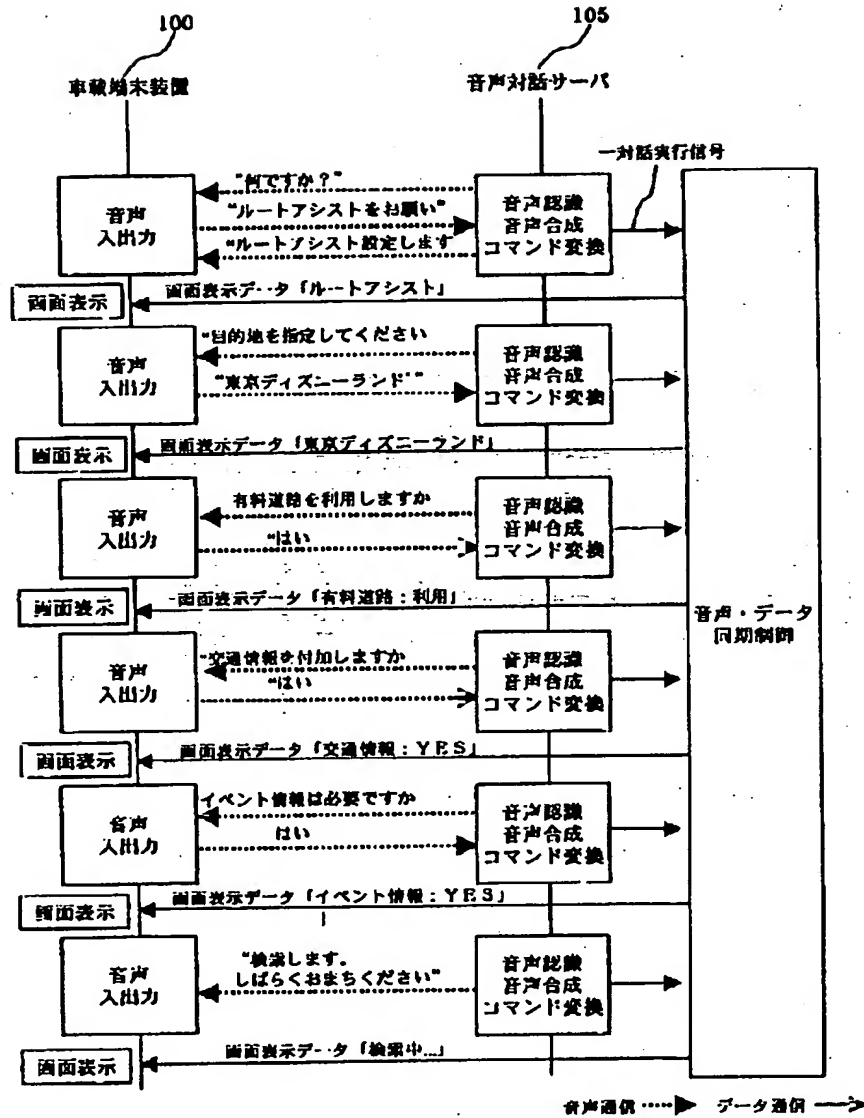 100
105
車載端末装置
音声対話サーバ
一対話実行信号
音声
入出力
"何ですか？"
"ルートアシストをお願い"
"ルートアシスト設定します
音声認識
音声合成
コマンド変換
画面表示
画面表示データ「ルートアシスト」
音声
入出力
"目的地を指定してください
"東京ディズニーランド"
音声認識
音声合成
コマンド変換
画面表示
画面表示データ「東京ディズニーランド」
音声
入出力
有料道路を利用しますか
"はい
音声認識
音声合成
コマンド変換
画面表示
画面表示データ「有料道路：利用」
音声・データ
同期制御
音声
入出力
"交通情報を付加しますか
"はい
音声認識
音声合成
コマンド変換
画面表示
画面表示データ「交通情報：YES」
音声
入出力
イベント情報は必要ですか
はい
音声認識
音声合成
コマンド変換
画面表示
画面表示データ「イベント情報：YES」
音声
入出力
"検索します。
しばらくおまちください"
音声認識
音声合成
コマンド変換
画面表示
画面表示データ「検索中...」
音声通信
データ通信